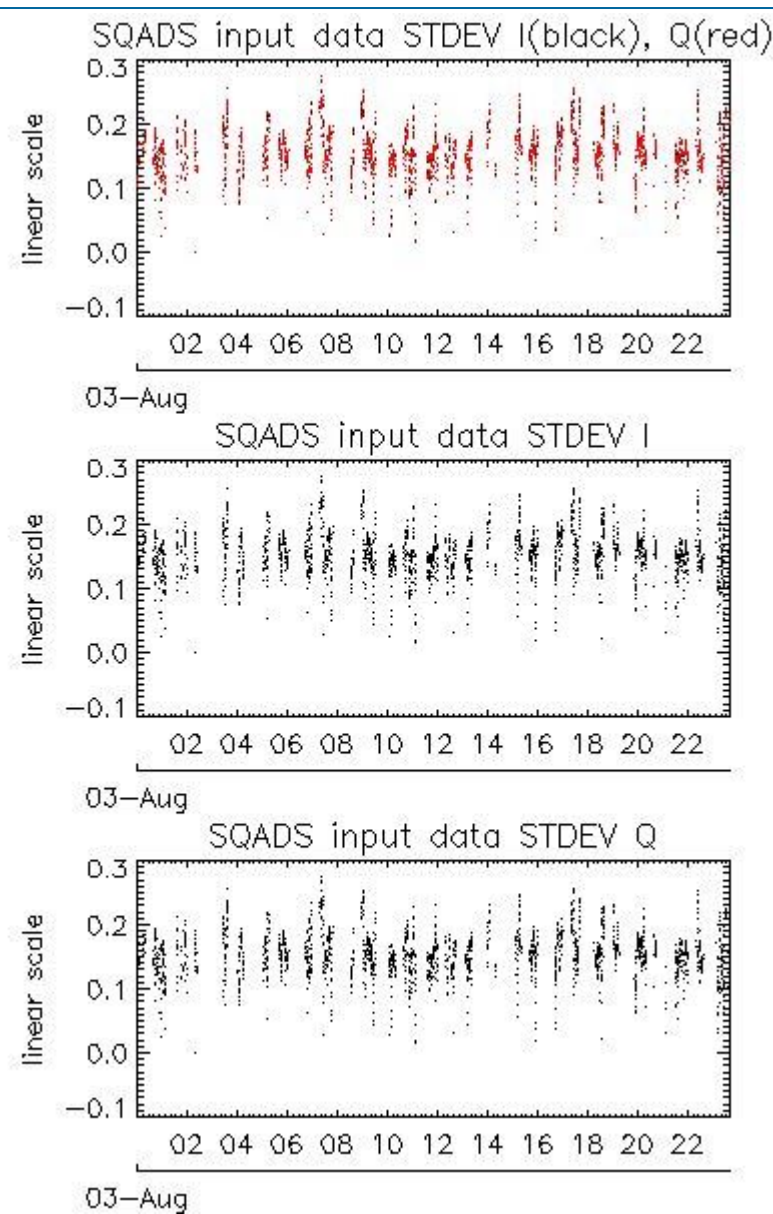 SQADS input data STDEV I(black), Q(red)
linear scale
0.3
0.2
0.1
0.0
−0.1
02 04 06 08 10 12 14 16 18 20 22
03−Aug
SQADS input data STDEV I
linear scale
0.3
0.2
0.1
0.0
−0.1
02 04 06 08 10 12 14 16 18 20 22
03−Aug
SQADS input data STDEV Q
linear scale
0.3
0.2
0.1
0.0
−0.1
02 04 06 08 10 12 14 16 18 20 22
03−Aug